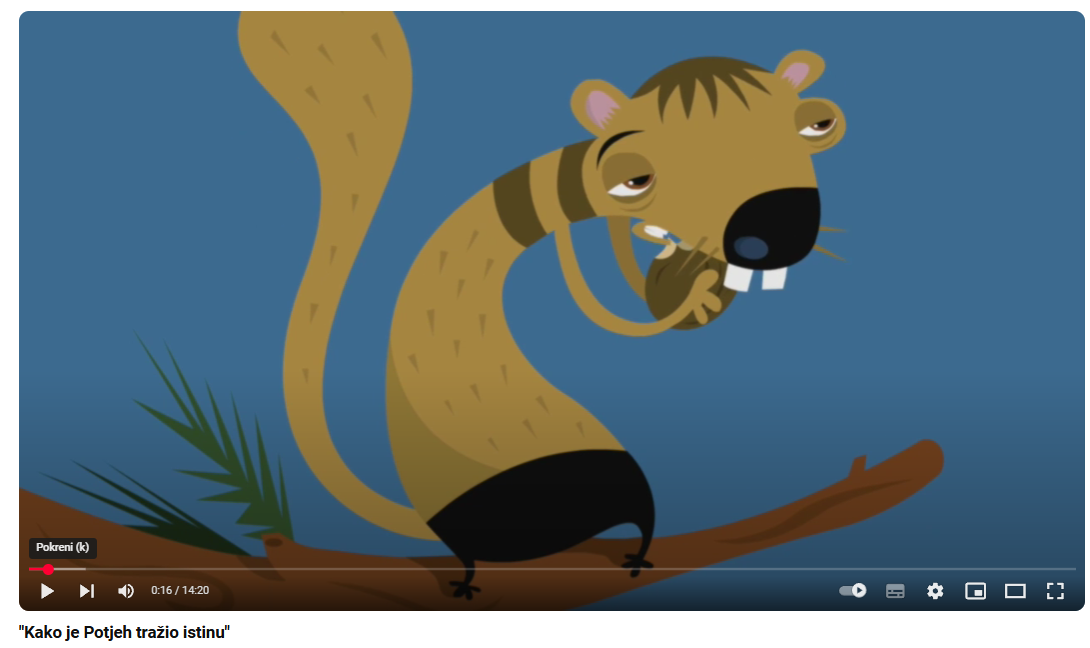 Pokreni (k)
0:16 / 14:20
"Kako je Potjeh tražio istinu"